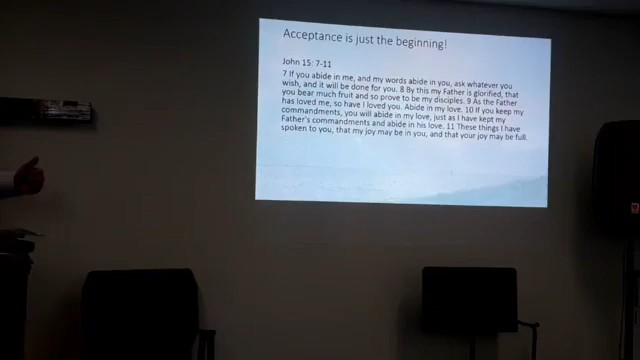 Acceptance is just the beginning!
John 15: 7-11
7 If you abide in me, and my words abide in you, ask whatever you
wish, and it will be done for you. 8 By this my Father is glorified, that
you bear much fruit and so prove to be my disciples. 9 As the Father
has loved me, so have I loved you. Abide in my love. 10 If you keep my
commandments, you will abide in my love, just as I have kept my
Father's commandments and abide in his love. 11 These things I have
spoken to you, that my joy may be in you, and that your joy may be full.